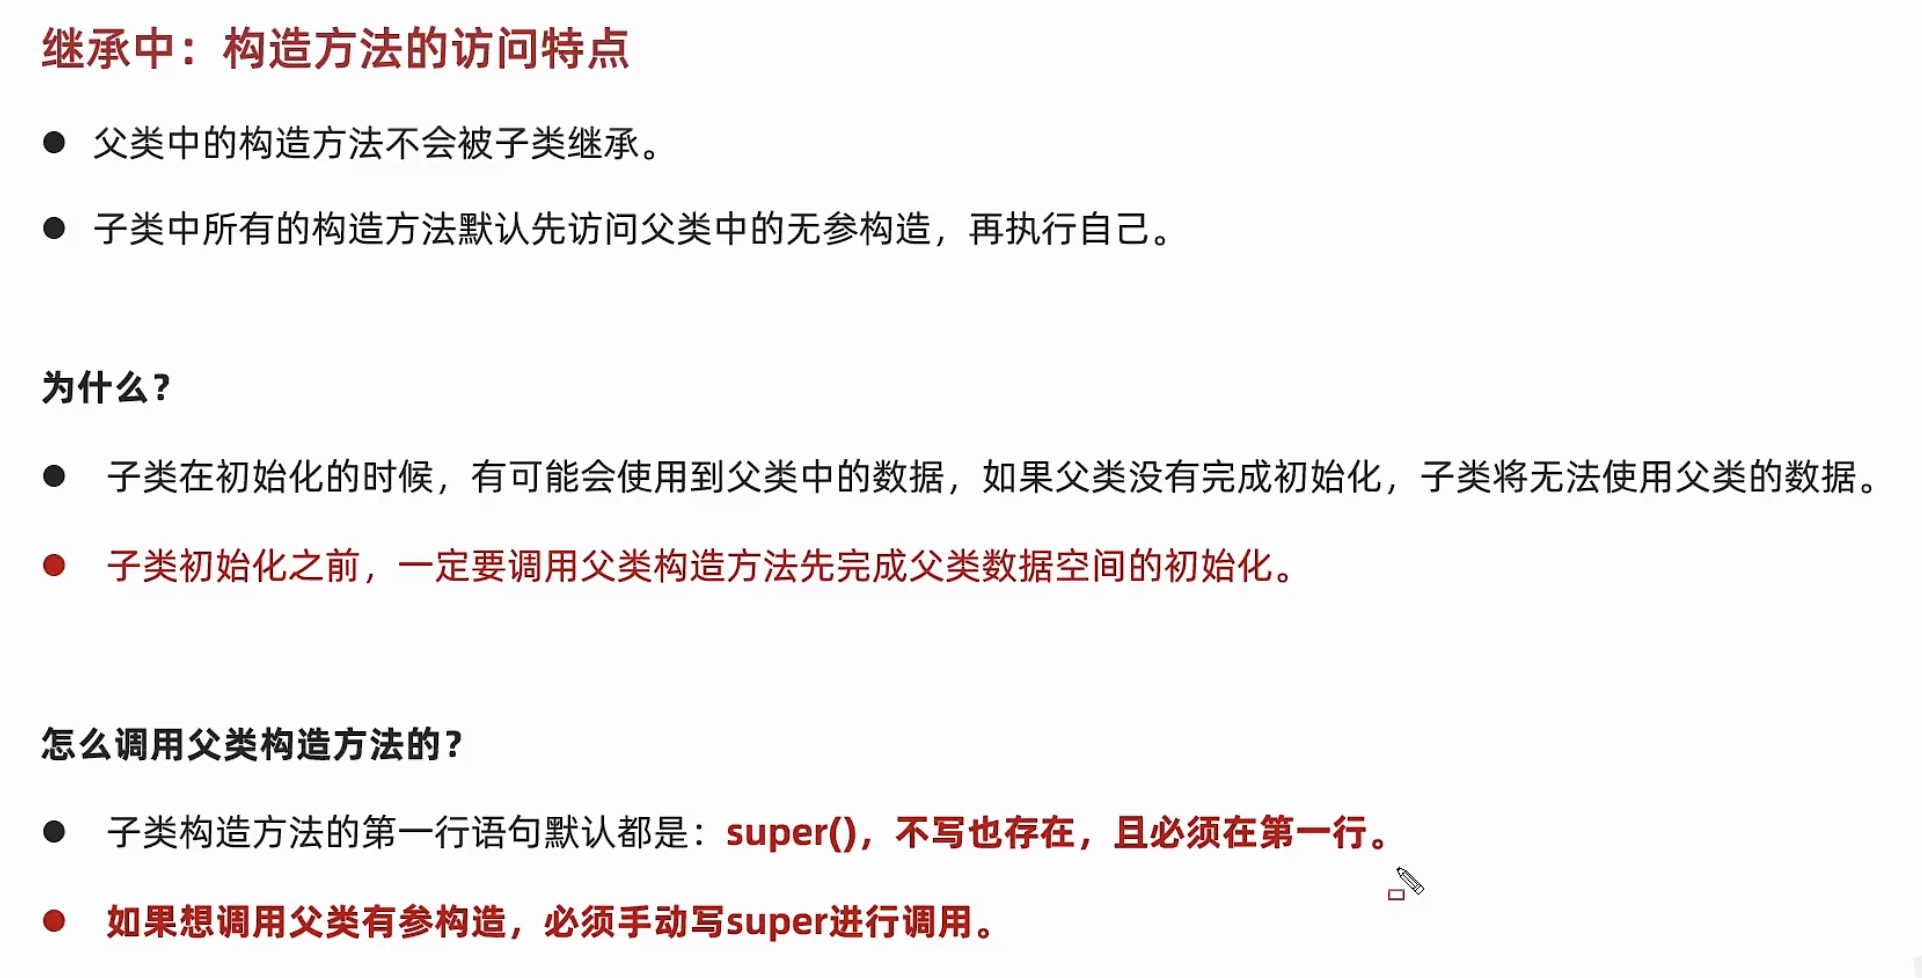 继承中：构造方法的访问特点
● 父类中的构造方法不会被子类继承。
● 子类中所有的构造方法默认先访问父类中的无参构造，再执行自己。
为什么？
● 子类在初始化的时候，有可能会使用到父类中的数据，如果父类没有完成初始化，子类将无法使用父类的数据。
● 子类初始化之前，一定要调用父类构造方法先完成父类数据空间的初始化。
怎么调用父类构造方法的？
● 子类构造方法的第一行语句默认都是：super()，不写也存在，且必须在第一行。
● 如果想调用父类有参构造，必须手动写super进行调用。